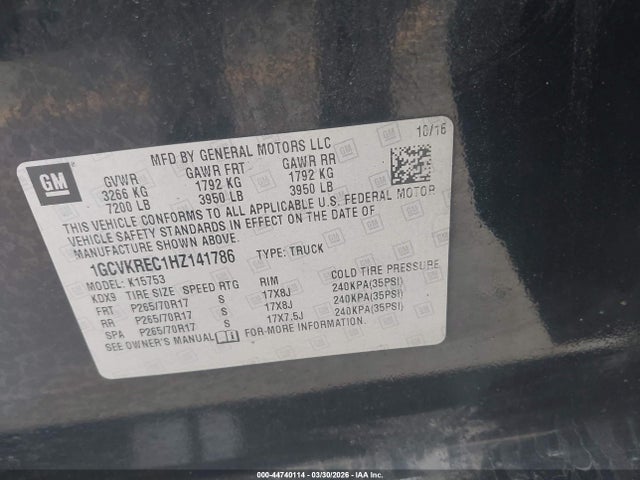 MFD BY GENERAL MOTORS LLC 10/16
GM
GVWR GAWR FRT GAWR RR
3266 KG 1792 KG 1792 KG
7200 LB 3950 LB 3950 LB
THIS VEHICLE CONFORMS TO ALL APPLICABLE U.S. FEDERAL MOTOR
VEHICLE SAFETY STANDARDS IN EFFECT ON THE DATE OF
MANUFACTURE SHOWN ABOVE.
1GCVKREC1HZ141786 TYPE: TRUCK
MODEL: K15753
KDX9 TIRE SIZE SPEED RTG RIM COLD TIRE PRESSURE
FRT P265/70R17 S 17X8J 240KPA(35PSI)
RR P265/70R17 S 17X8J 240KPA(35PSI)
SPA P265/70R17 S 17X7.5J 240KPA(35PSI)
SEE OWNER'S MANUAL FOR MORE INFORMATION.
000-44740114 - 03/30/2026 - IAA Inc.